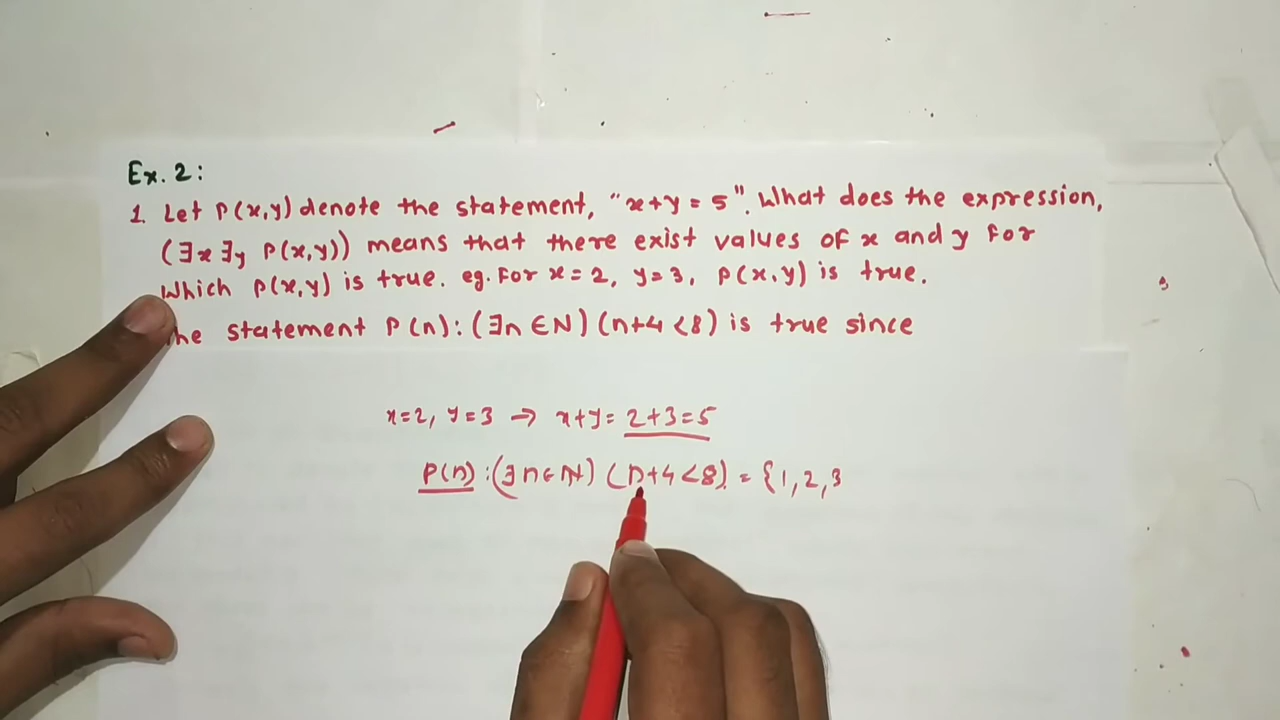 Ex. 2:
1. Let P(x,y) denote the statement, "x+y = 5". What does the expression,
(∃x ∃y P(x,y)) means that there exist values of x and y for
which P(x,y) is true. eg. For x = 2, y = 3, P(x,y) is true.
he statement P(n): (∃n ∈ N) (n+4 < 8) is true since
x=2, y=3 → x+y = 2+3=5
P(n) : (∃ n ∈ N) (n+4 < 8) = {1, 2, 3